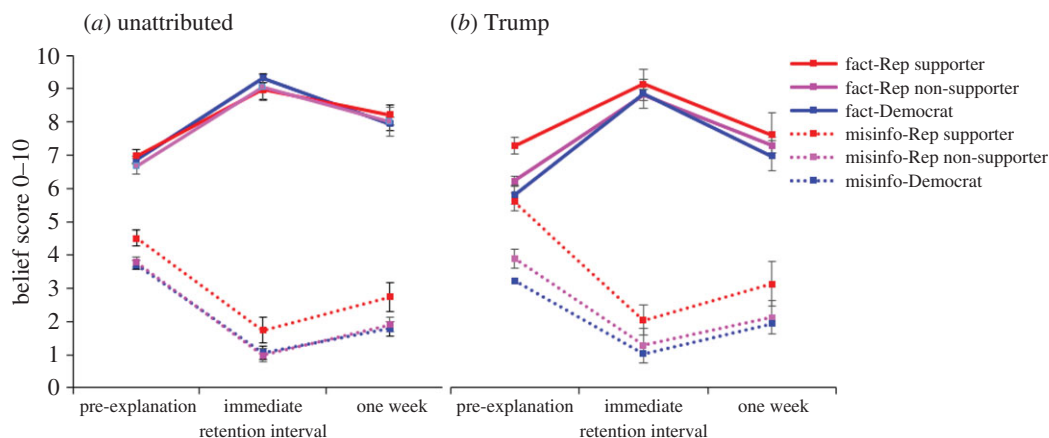 (a) unattributed
(b) Trump
belief score 0–10
10
9
8
7
6
5
4
3
2
1
0
pre-explanation immediate one week
retention interval
pre-explanation immediate one week
retention interval
fact-Rep supporter
fact-Rep non-supporter
fact-Democrat
misinfo-Rep supporter
misinfo-Rep non-supporter
misinfo-Democrat